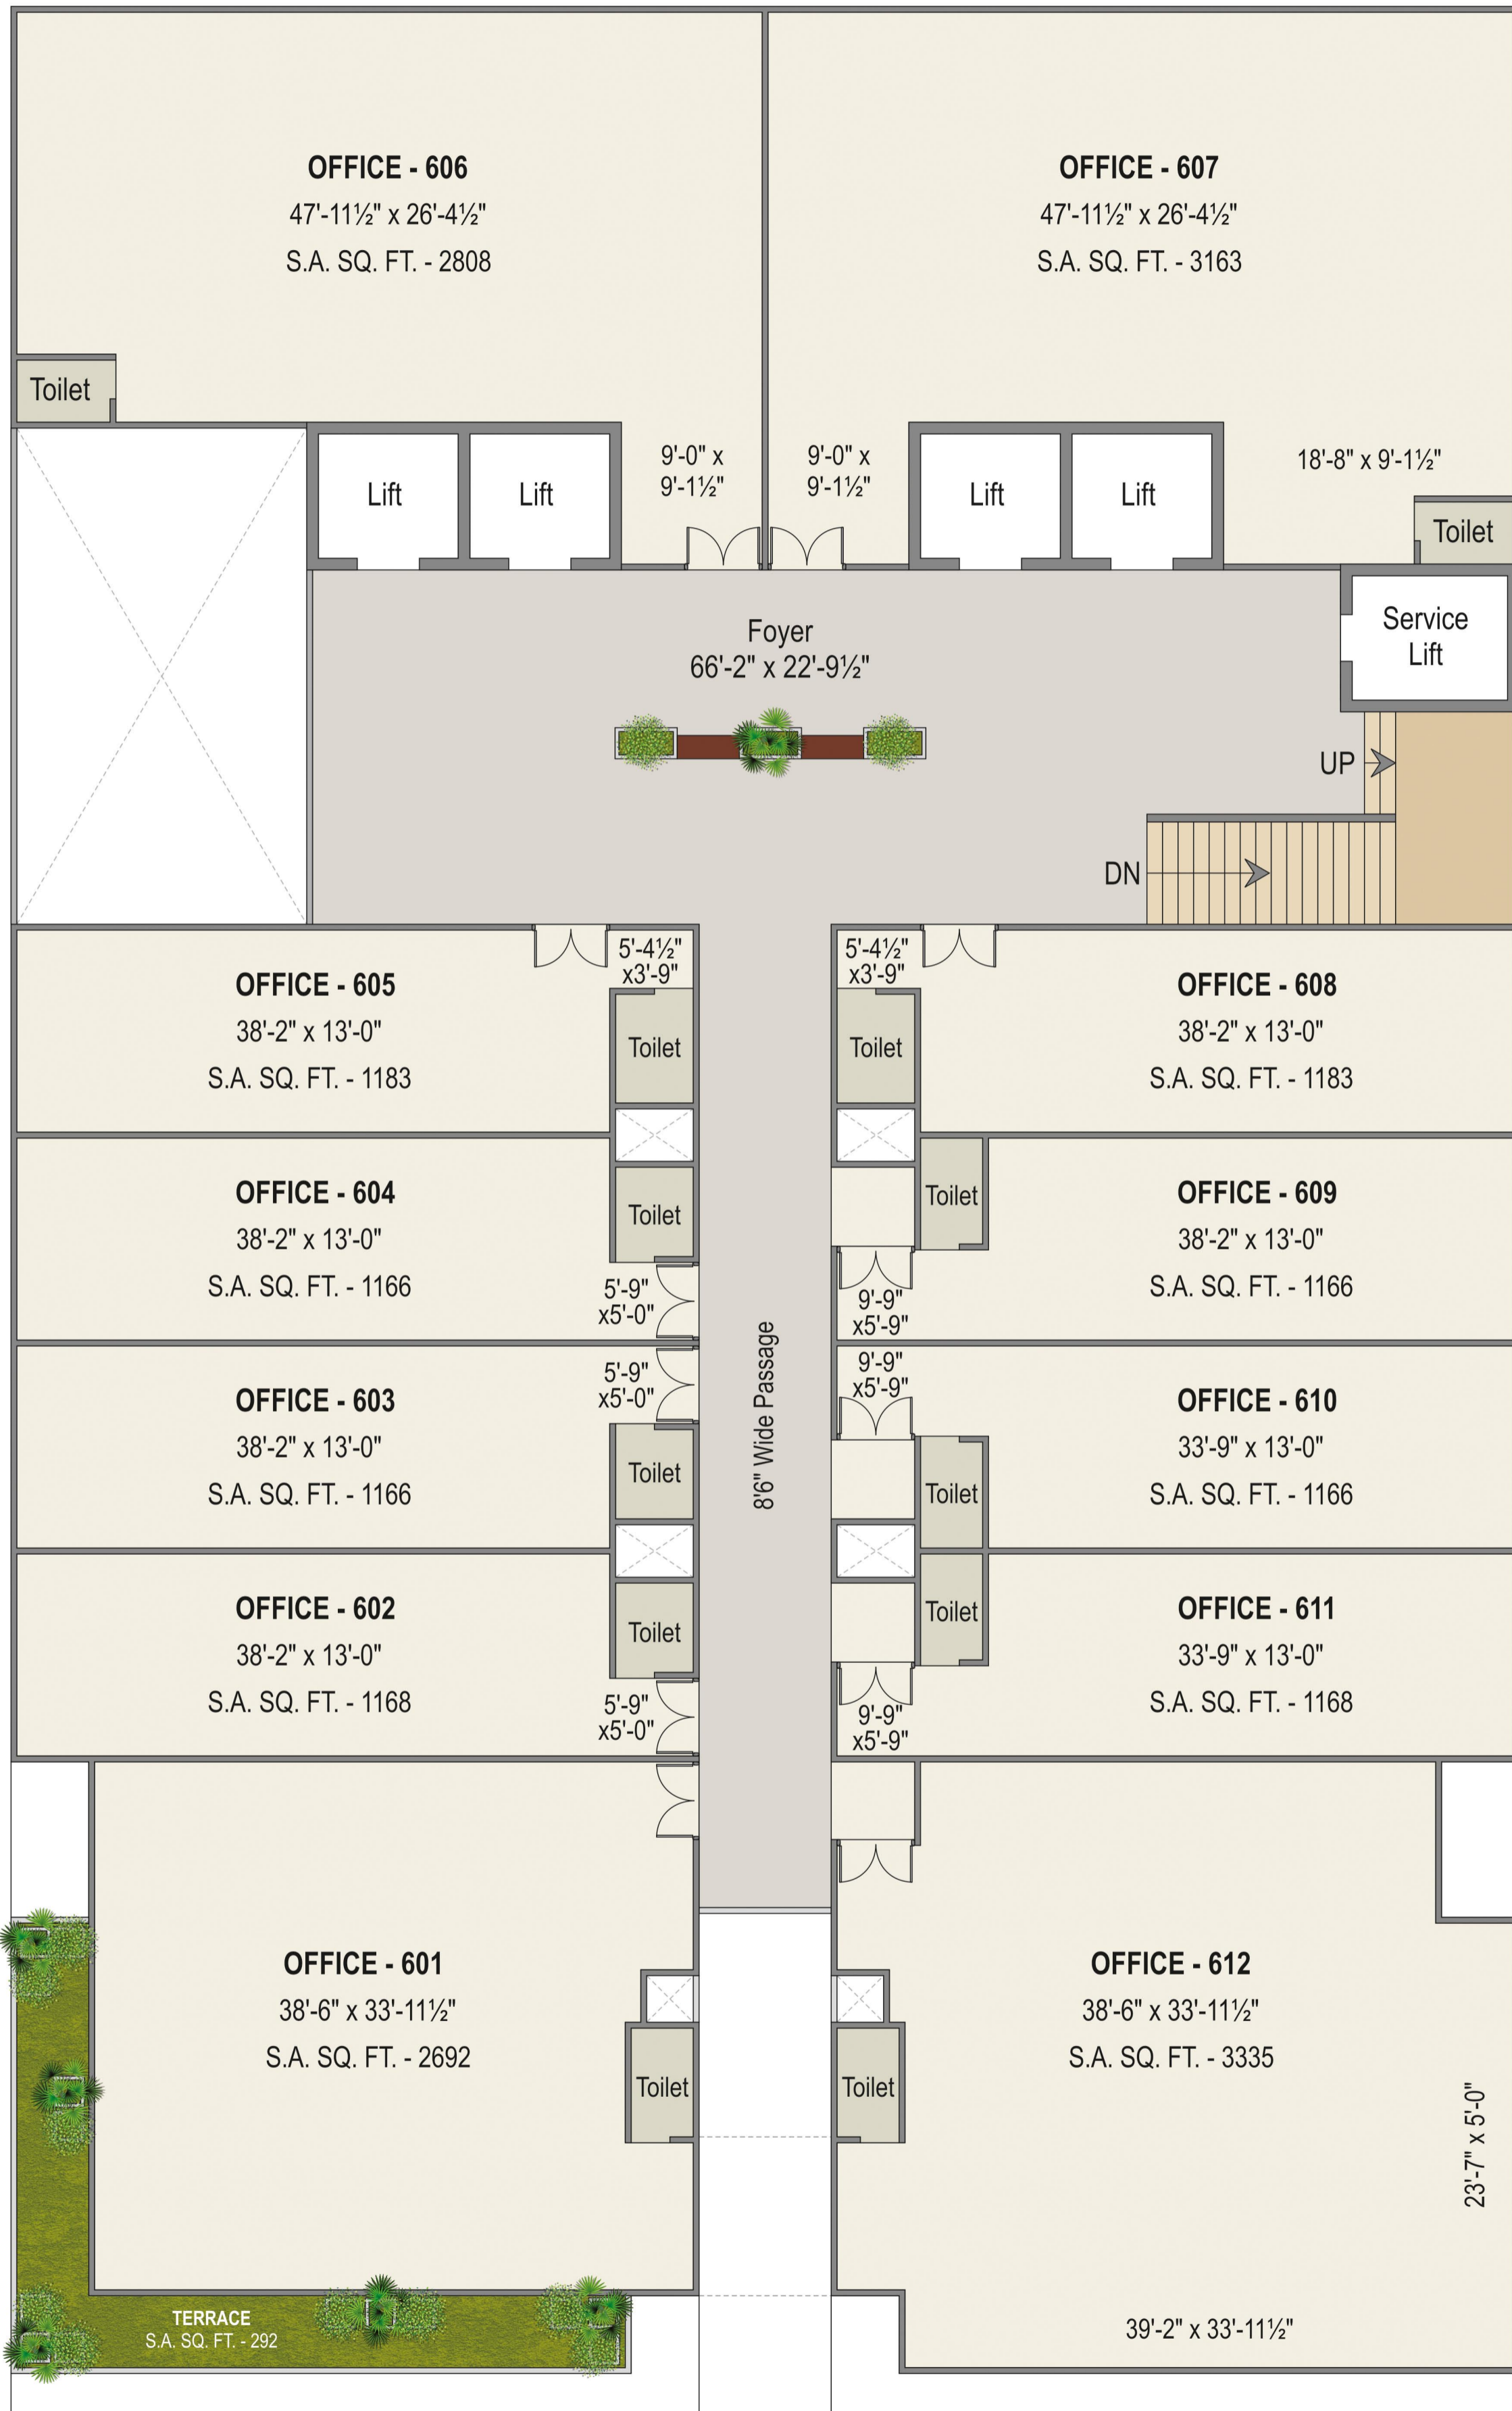 OFFICE - 606
47'-11½" x 26'-4½"
S.A. SQ. FT. - 2808
OFFICE - 607
47'-11½" x 26'-4½"
S.A. SQ. FT. - 3163
Toilet
Lift
Lift
9'-0" x
9'-1½"
9'-0" x
9'-1½"
Lift
Lift
18'-8" x 9'-1½"
Toilet
Foyer
66'-2" x 22'-9½"
Service
Lift
UP
DN
OFFICE - 605
38'-2" x 13'-0"
S.A. SQ. FT. - 1183
5'-4½"
x3'-9"
Toilet
5'-4½"
x3'-9"
Toilet
OFFICE - 608
38'-2" x 13'-0"
S.A. SQ. FT. - 1183
OFFICE - 604
38'-2" x 13'-0"
S.A. SQ. FT. - 1166
Toilet
5'-9"
x5'-0"
Toilet
9'-9"
x5'-9"
OFFICE - 609
38'-2" x 13'-0"
S.A. SQ. FT. - 1166
8'6" Wide Passage
OFFICE - 603
38'-2" x 13'-0"
S.A. SQ. FT. - 1166
5'-9"
x5'-0"
Toilet
9'-9"
x5'-9"
Toilet
OFFICE - 610
33'-9" x 13'-0"
S.A. SQ. FT. - 1166
OFFICE - 602
38'-2" x 13'-0"
S.A. SQ. FT. - 1168
Toilet
5'-9"
x5'-0"
Toilet
9'-9"
x5'-9"
OFFICE - 611
33'-9" x 13'-0"
S.A. SQ. FT. - 1168
OFFICE - 601
38'-6" x 33'-11½"
S.A. SQ. FT. - 2692
Toilet
Toilet
OFFICE - 612
38'-6" x 33'-11½"
S.A. SQ. FT. - 3335
23'-7" x 5'-0"
39'-2" x 33'-11½"
TERRACE
S.A. SQ. FT. - 292